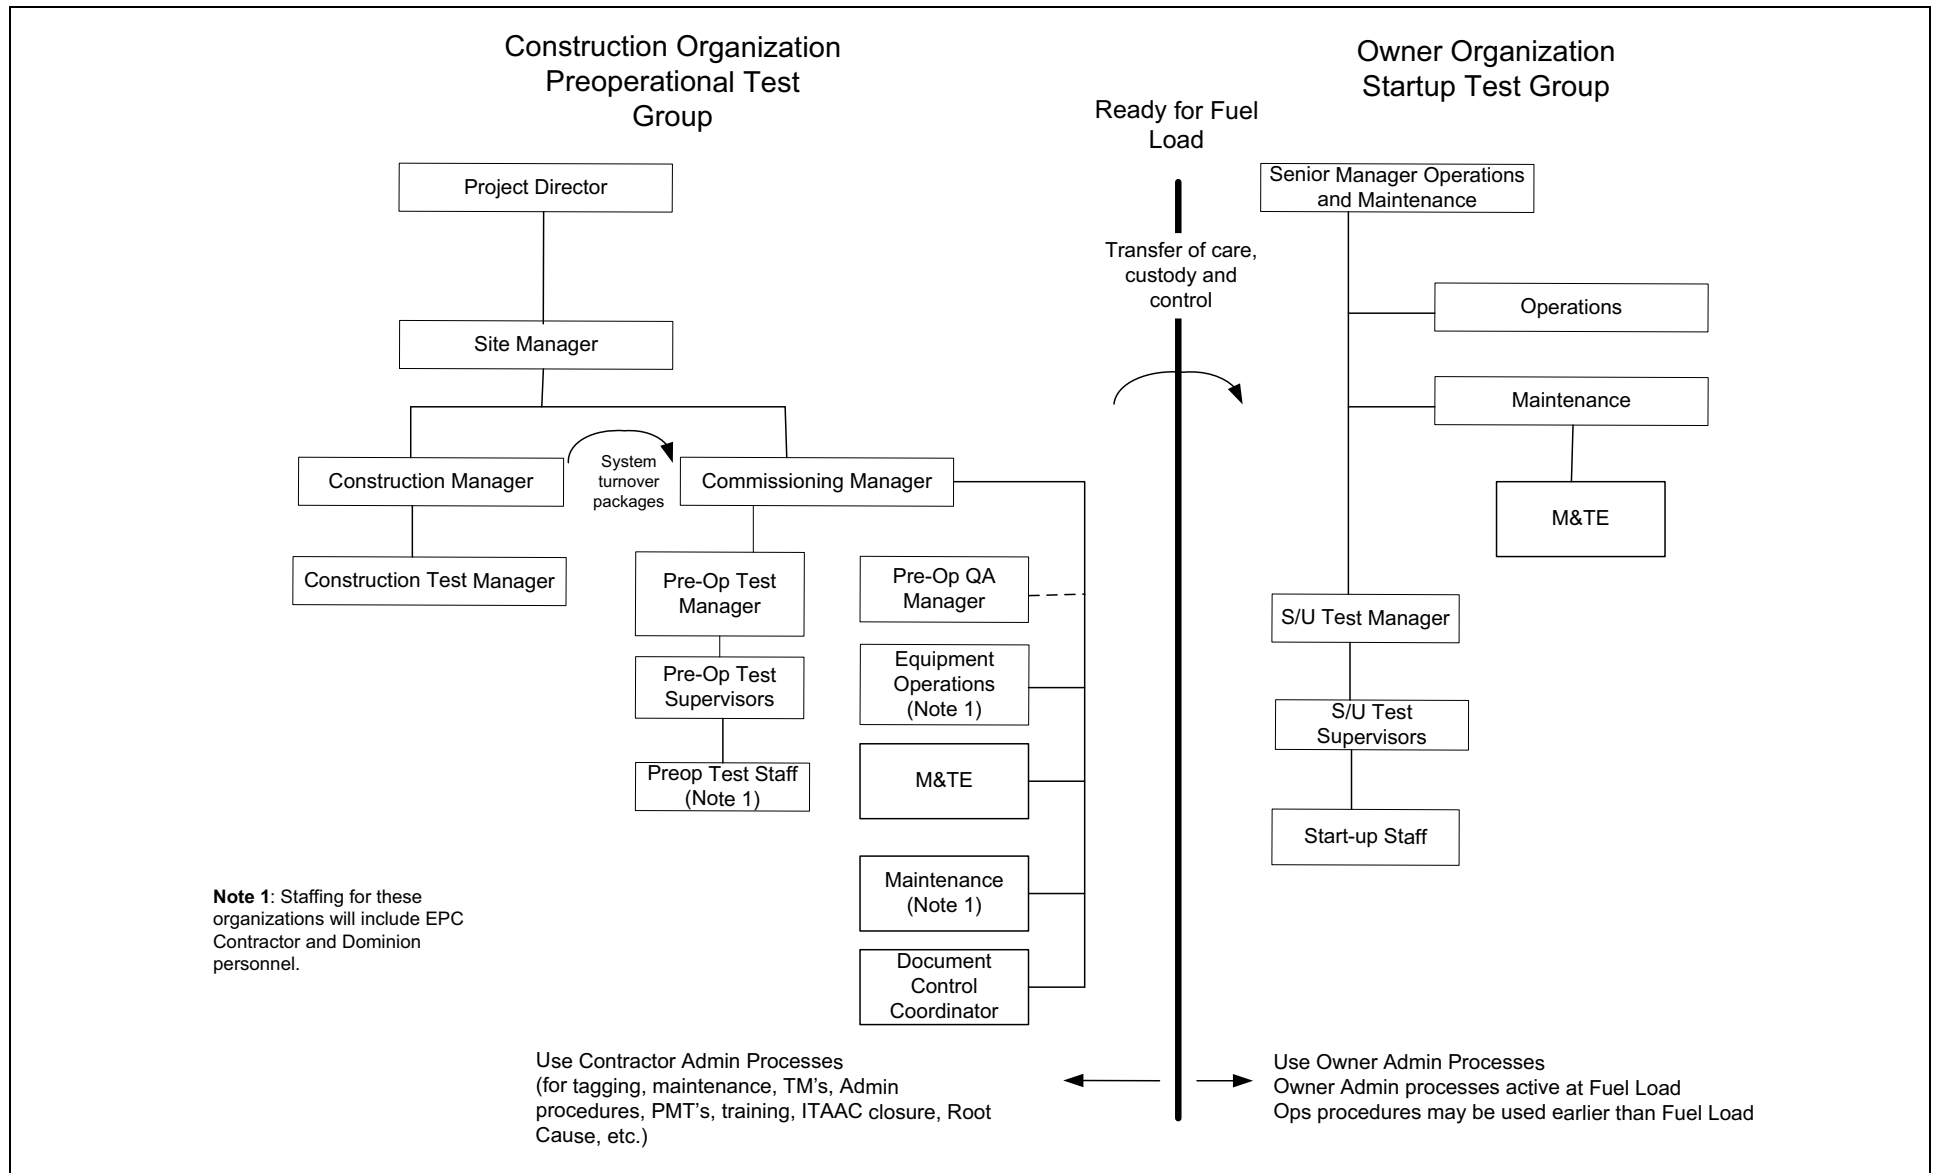 Construction Organization
Preoperational Test
Group
Owner Organization
Startup Test Group
Ready for Fuel
Load
Project Director
Senior Manager Operations
and Maintenance
Transfer of care,
custody and
control
Operations
Site Manager
Maintenance
System
turnover
packages
Construction Manager
Commissioning Manager
M&TE
Construction Test Manager
Pre-Op Test
Manager
Pre-Op QA
Manager
S/U Test Manager
Pre-Op Test
Supervisors
Equipment
Operations
(Note 1)
S/U Test
Supervisors
Preop Test Staff
(Note 1)
M&TE
Start-up Staff
Maintenance
(Note 1)
Note 1: Staffing for these
organizations will include EPC
Contractor and Dominion
personnel.
Document
Control
Coordinator
Use Contractor Admin Processes
(for tagging, maintenance, TM's, Admin
procedures, PMT's, training, ITAAC closure, Root
Cause, etc.)
Use Owner Admin Processes
Owner Admin processes active at Fuel Load
Ops procedures may be used earlier than Fuel Load